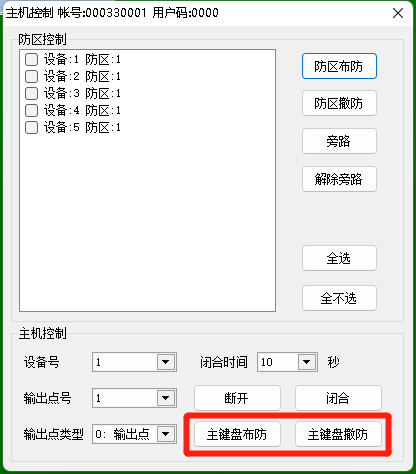 主机控制 帐号:000330001 用户码:0000
防区控制
设备:1 防区:1
设备:2 防区:1
设备:3 防区:1
设备:4 防区:1
设备:5 防区:1
防区布防
防区撤防
旁路
解除旁路
全选
全不选
主机控制
设备号 1 闭合时间 10 秒
输出点号 1 断开 闭合
输出点类型 0: 输出点 主键盘布防 主键盘撤防